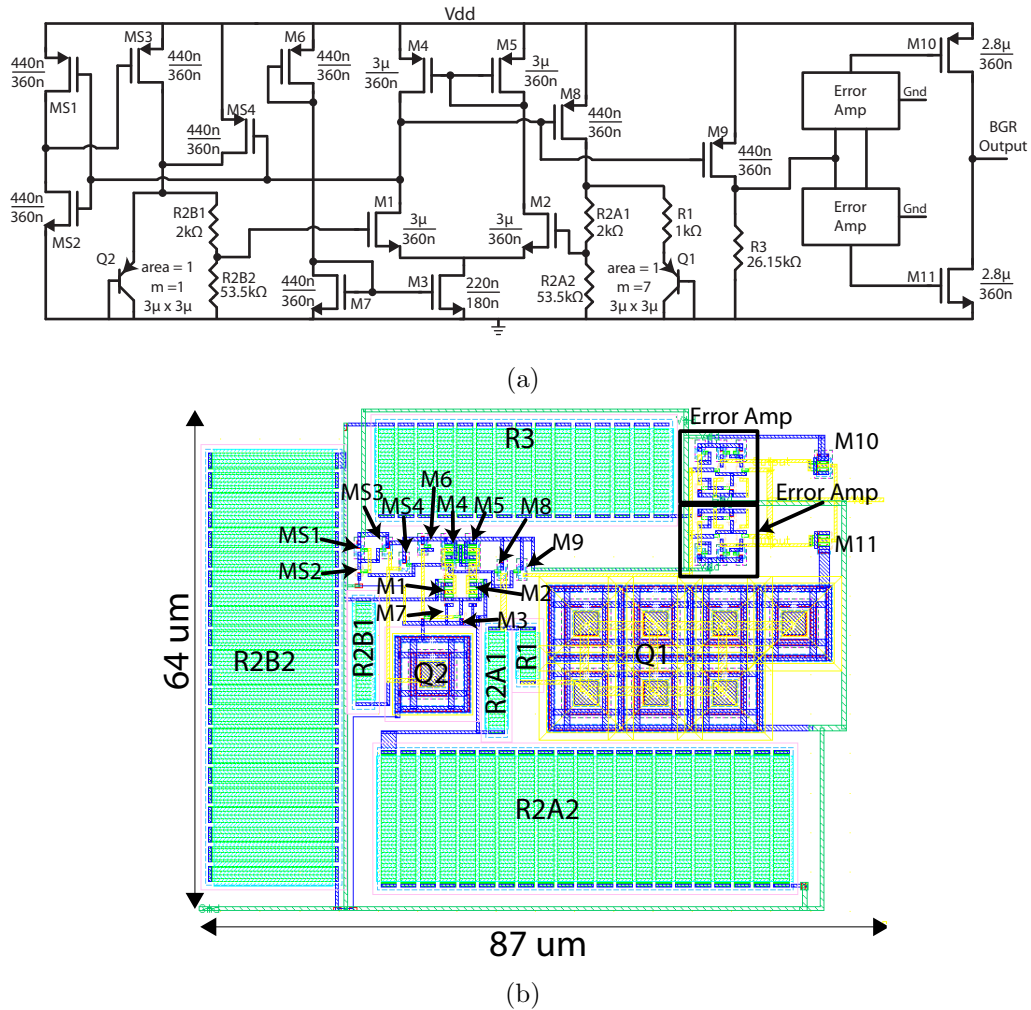 Vdd
MS3
440n
360n
M6
440n
360n
M4
3μ
360n
M5
3μ
360n
M10
2.8μ
360n
440n
360n
MS1
MS4
440n
360n
M8
440n
360n
M9
440n
360n
Error
Amp
Gnd
BGR
Output
440n
360n
MS2
R2B1
2kΩ
M1
3μ
360n
M2
3μ
360n
R2A1
2kΩ
R1
1kΩ
Error
Amp
Gnd
R3
26.15kΩ
Q2
area = 1
m =1
3μ x 3μ
R2B2
53.5kΩ
440n
360n
M7
M3
220n
180n
R2A2
53.5kΩ
area = 1
m =7
3μ x 3μ
Q1
M11
2.8μ
360n
(a)
Error Amp
R3
M10
M6
MS3
MS4
M4
M5
M8
Error Amp
MS1
M9
M11
MS2
M1
M2
M7
M3
64 um
R2B2
R2B1
Q2
R2A1
R1
Q1
R2A2
87 um
(b)